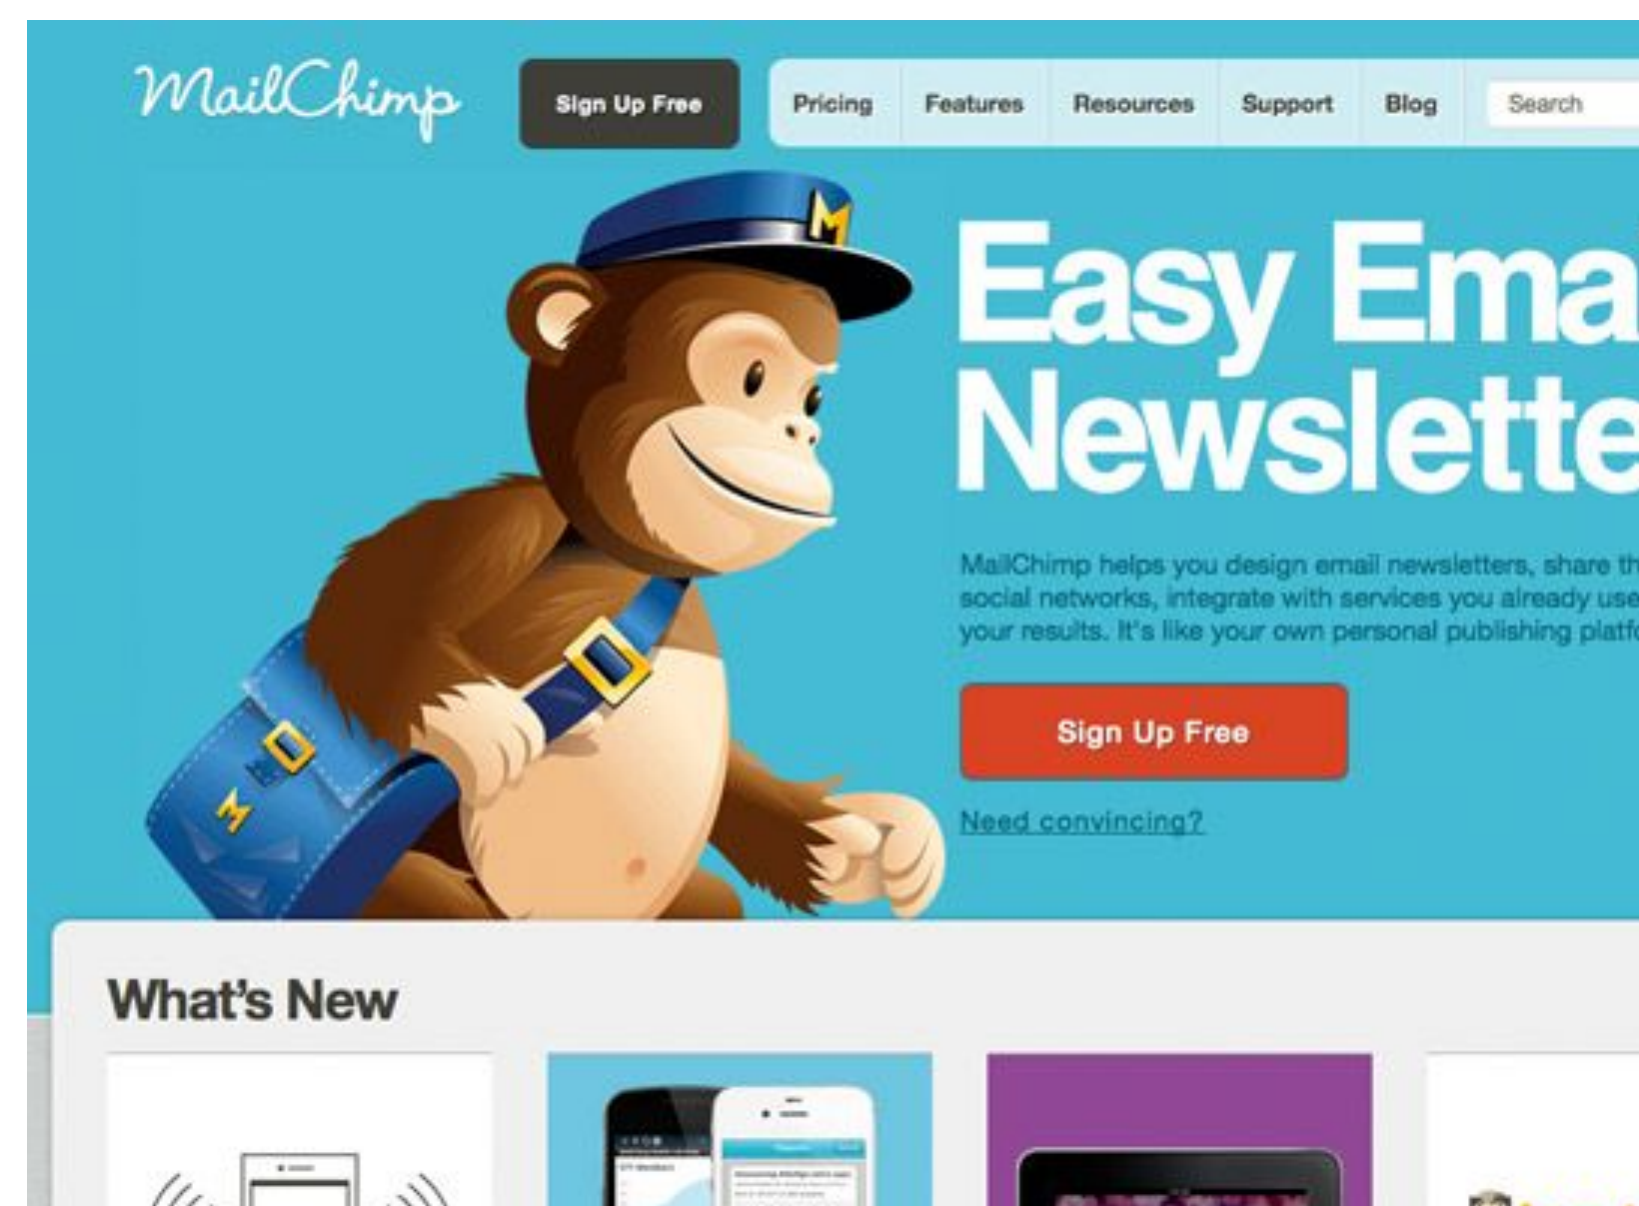 MailChimp
Sign Up Free
Pricing
Features
Resources
Support
Blog
Search
M
Easy Emai
Newslette
MailChimp helps you design email newsletters, share th
social networks, integrate with services you already use
your results. It's like your own personal publishing platfo
Sign Up Free
M
Need convincing?
What's New